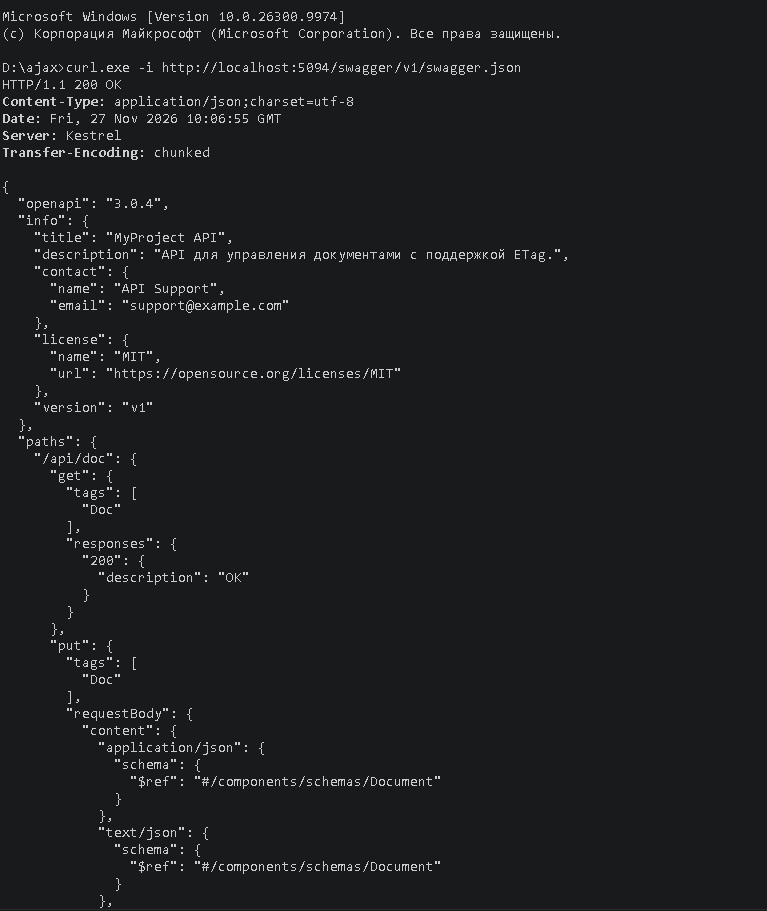 Microsoft Windows [Version 10.0.26300.9974]
(c) Корпорация Майкрософт (Microsoft Corporation). Все права защищены.

D:\ajax>curl.exe -i http://localhost:5094/swagger/v1/swagger.json
HTTP/1.1 200 OK
Content-Type: application/json;charset=utf-8
Date: Fri, 27 Nov 2026 10:06:55 GMT
Server: Kestrel
Transfer-Encoding: chunked

{
  "openapi": "3.0.4",
  "info": {
    "title": "MyProject API",
    "description": "API для управления документами с поддержкой ETag.",
    "contact": {
      "name": "API Support",
      "email": "support@example.com"
    },
    "license": {
      "name": "MIT",
      "url": "https://opensource.org/licenses/MIT"
    },
    "version": "v1"
  },
  "paths": {
    "/api/doc": {
      "get": {
        "tags": [
          "Doc"
        ],
        "responses": {
          "200": {
            "description": "OK"
          }
        }
      },
      "put": {
        "tags": [
          "Doc"
        ],
        "requestBody": {
          "content": {
            "application/json": {
              "schema": {
                "$ref": "#/components/schemas/Document"
              }
            },
            "text/json": {
              "schema": {
                "$ref": "#/components/schemas/Document"
              }
            },